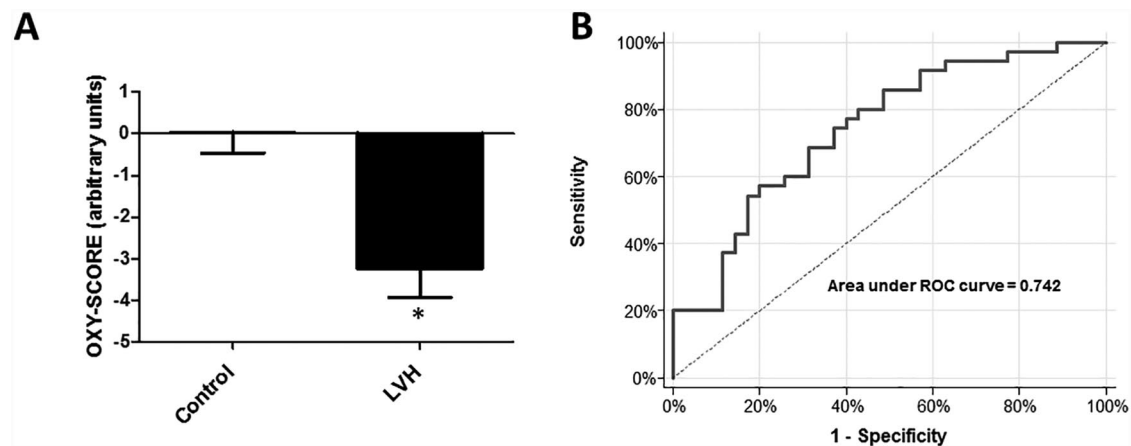 A
OXY-SCORE (arbitrary units)
1
0
-1
-2
-3
-4
-5
*
Control
LVH
B
Sensitivity
100%
80%
60%
40%
20%
0%
Area under ROC curve = 0.742
0% 20% 40% 60% 80% 100%
1 - Specificity